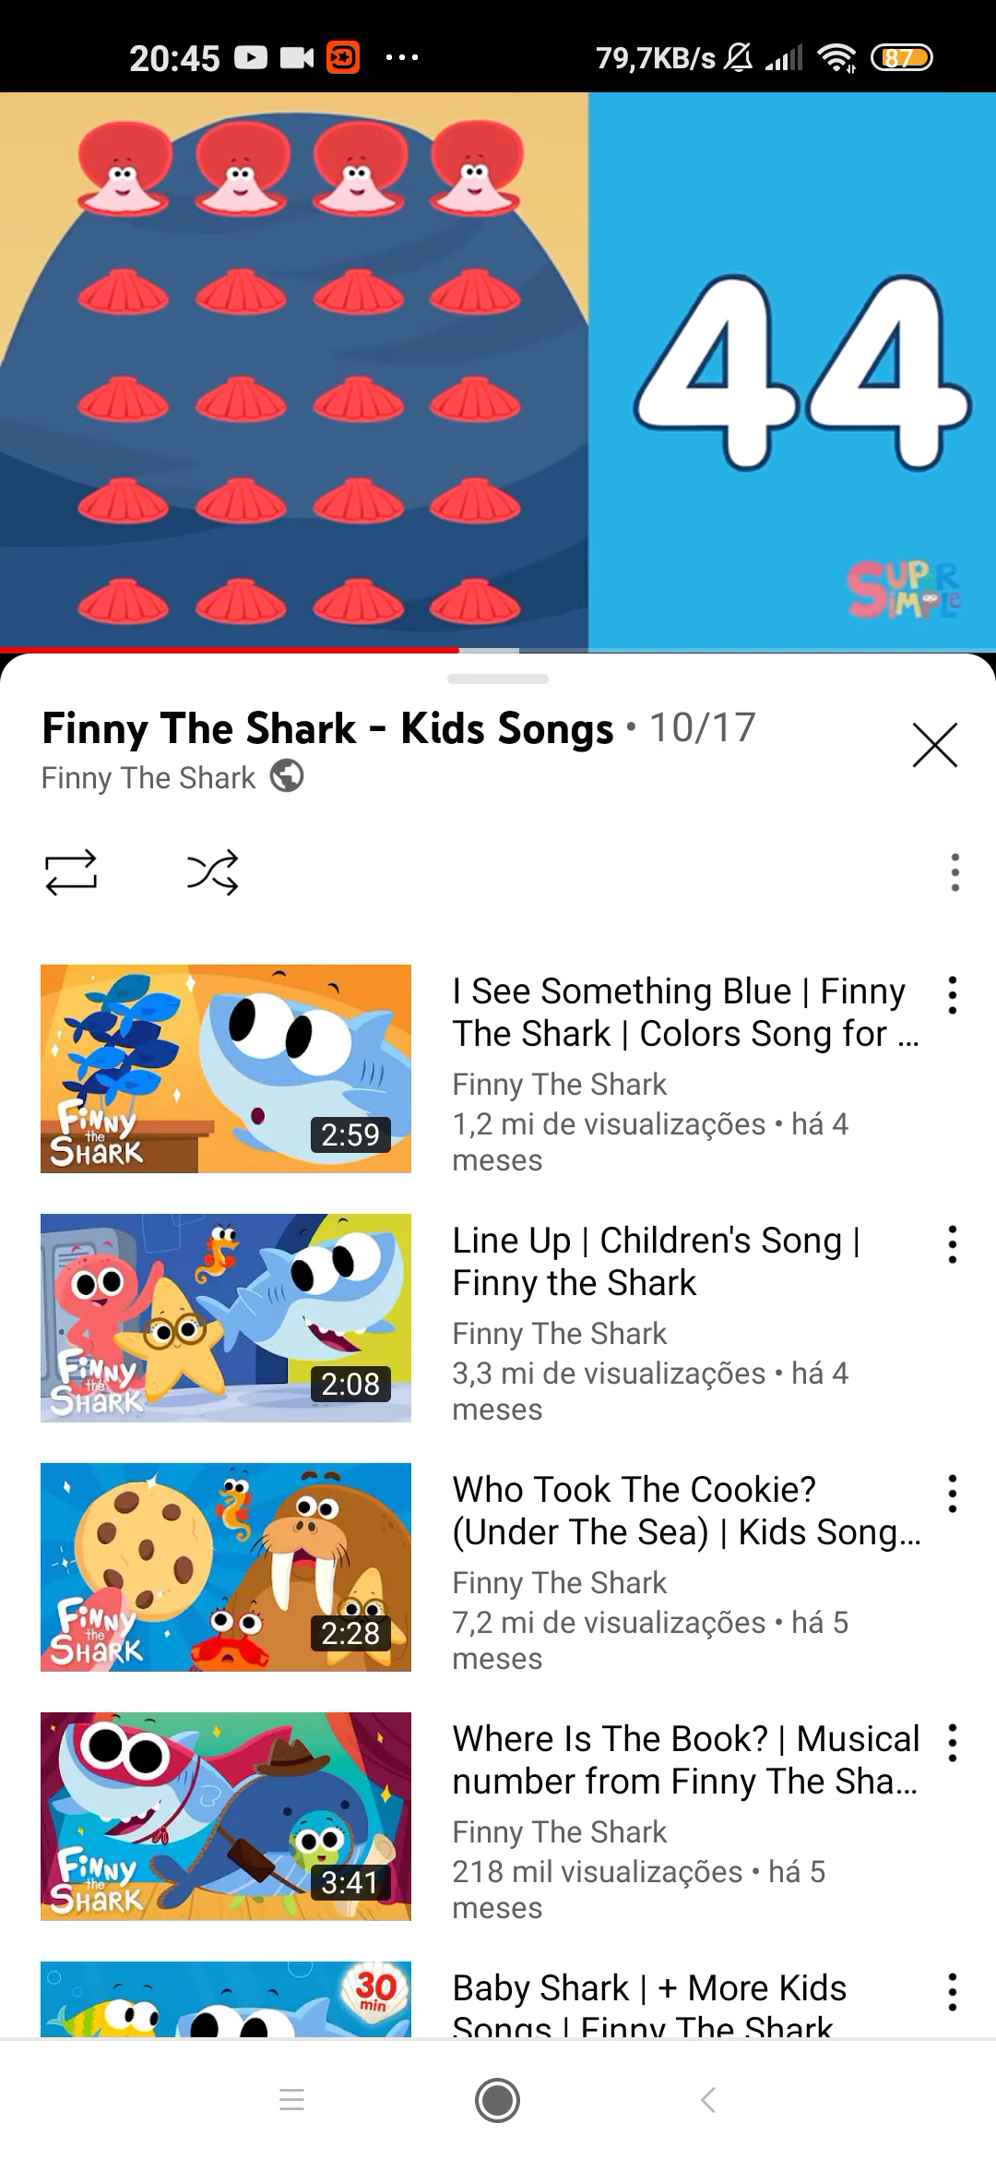 20:45
79,7KB/s
87
44
SUPER
SiMPLe
Finny The Shark - Kids Songs • 10/17
Finny The Shark
FiNNY
the
SHARK
2:59
I See Something Blue | Finny
The Shark | Colors Song for ...
Finny The Shark
1,2 mi de visualizações • há 4
meses
FiNNY
the
SHARK
2:08
Line Up | Children's Song |
Finny the Shark
Finny The Shark
3,3 mi de visualizações • há 4
meses
FiNNY
the
SHARK
2:28
Who Took The Cookie?
(Under The Sea) | Kids Song...
Finny The Shark
7,2 mi de visualizações • há 5
meses
FiNNY
the
SHARK
3:41
Where Is The Book? | Musical
number from Finny The Sha...
Finny The Shark
218 mil visualizações • há 5
meses
30
min
Baby Shark | + More Kids
Songs | Finny The Shark